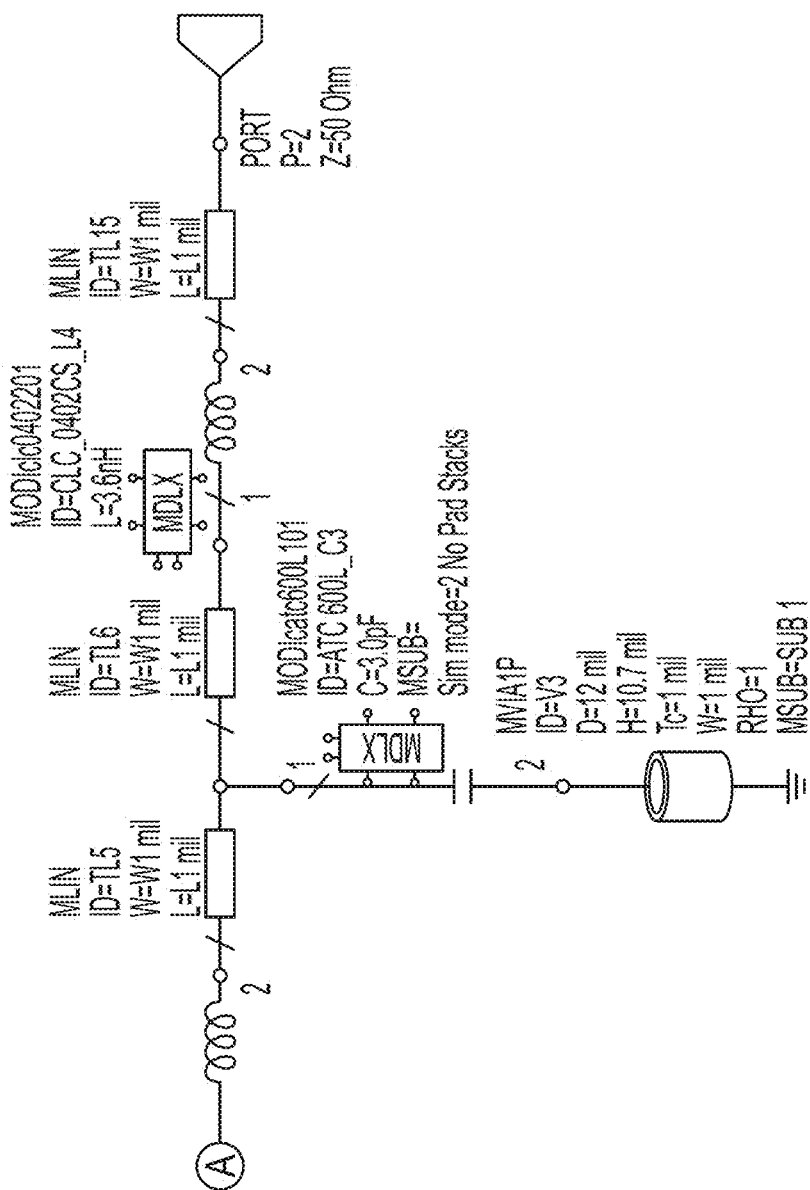 A
2
MLIN
ID=TL5
W=W1 mil
L=L1 mil
MLIN
ID=TL6
W=W1 mil
L=L1 mil
MODIclc0402201
ID=CLC_0402CS_L4
L=3.6nH
MDLX
1
2
MLIN
ID=TL15
W=W1 mil
L=L1 mil
PORT
P=2
Z=50 Ohm
1
MDLX
MODIcatc600L101
ID=ATC 600L_C3
C=3.0pF
MSUB=
Sim mode=2 No Pad Stacks
2
MVIA1P
ID=V3
D=12 mil
H=10.7 mil
Tc=1 mil
W=1 mil
RHO=1
MSUB=SUB 1